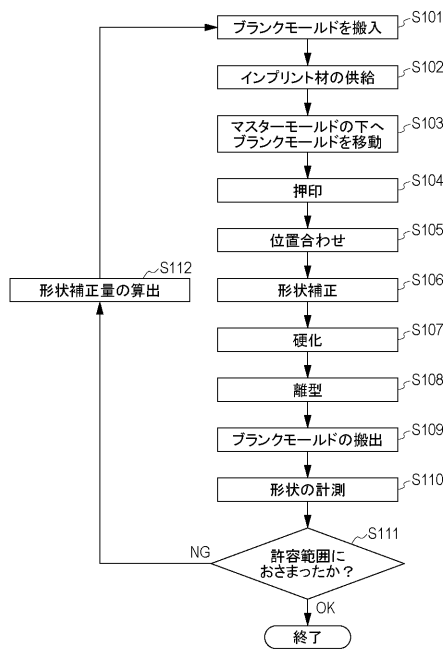 ブランクモールドを搬入
S101
インプリント材の供給
S102
マスターモールドの下へ
ブランクモールドを移動
S103
押印
S104
位置合わせ
S105
形状補正
S106
硬化
S107
離型
S108
ブランクモールドの搬出
S109
形状の計測
S110
許容範囲に
おさまったか?
S111
NG
OK
形状補正量の算出
S112
終了